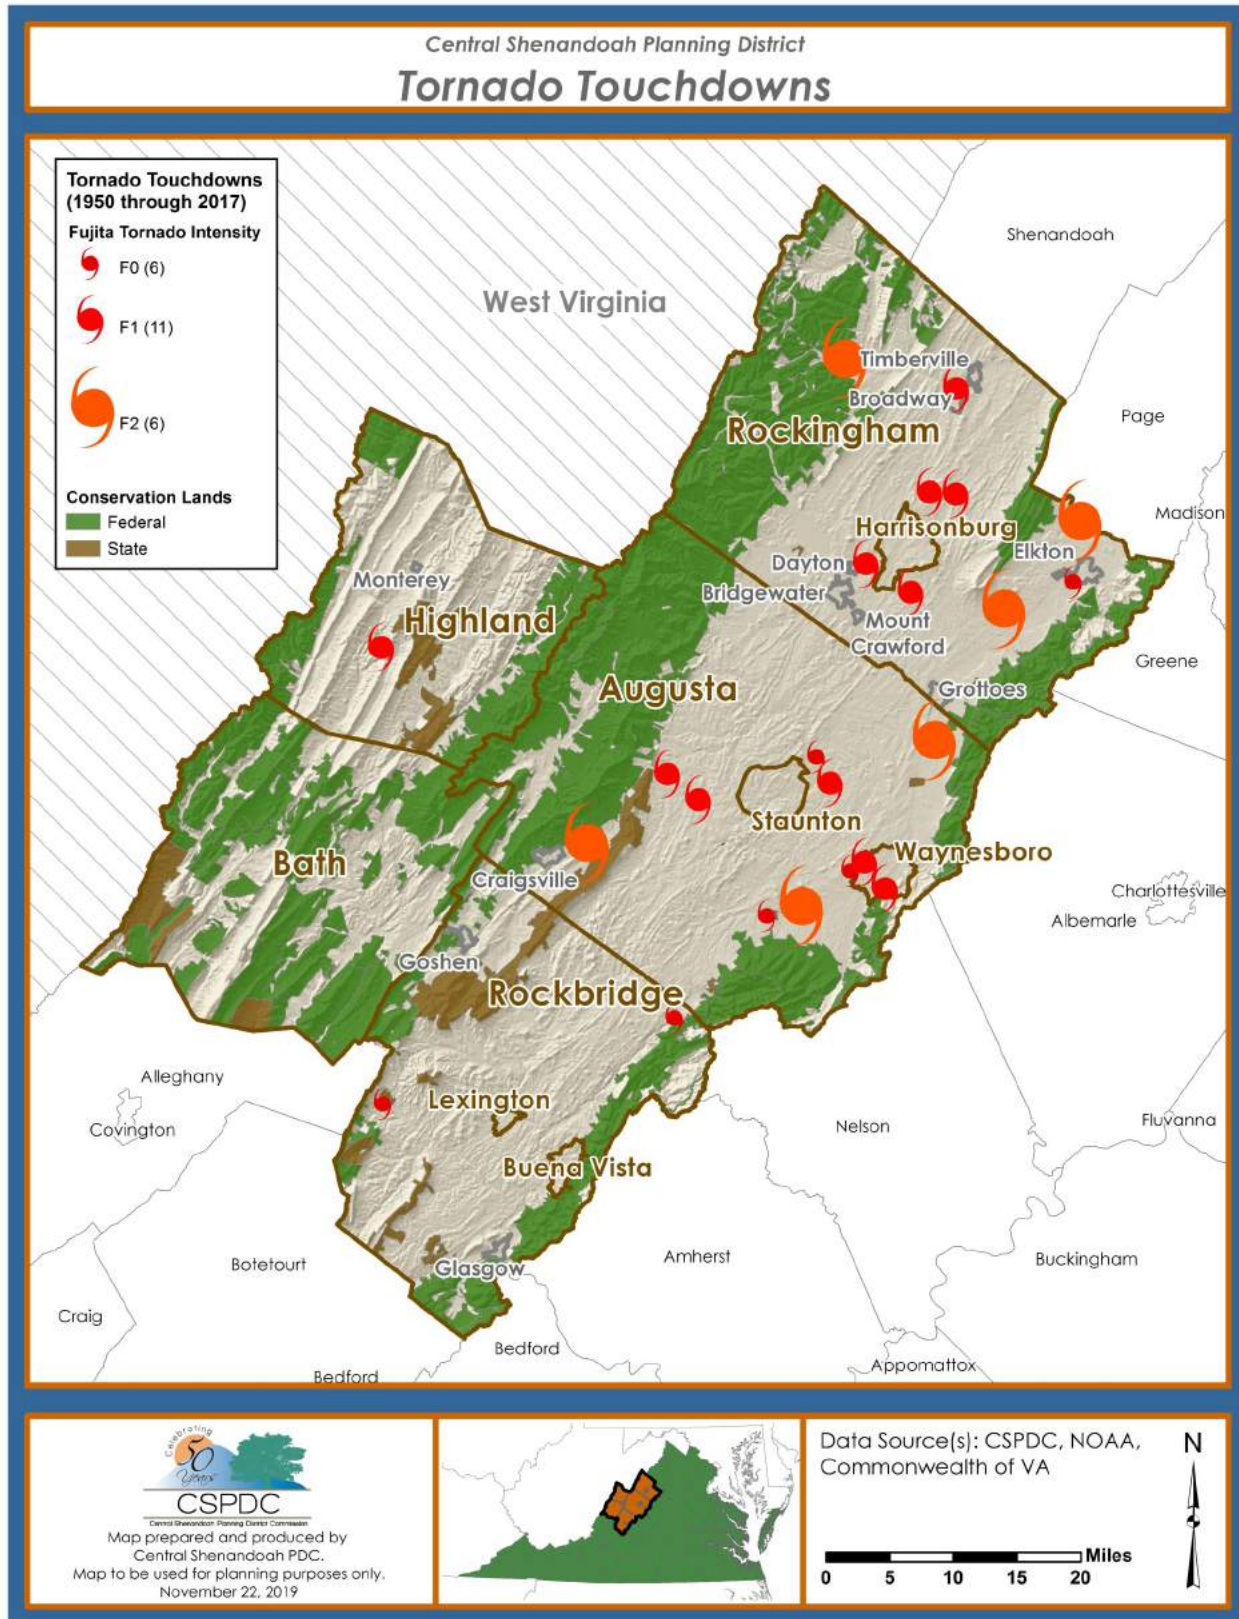 Central Shenandoah Planning District
Tornado Touchdowns
Tornado Touchdowns
(1950 through 2017)
Fujita Tornado Intensity
F0 (6)
F1 (11)
F2 (6)
Conservation Lands
Federal
State
West Virginia
Shenandoah
Timberville
Broadway
Page
Rockingham
Madison
Harrisonburg
Elkton
Dayton
Bridgewater
Mount
Crawford
Monterey
Highland
Greene
Augusta
Grottoes
Staunton
Waynesboro
Bath
Craigsville
Charlottesville
Albemarle
Goshen
Rockbridge
Alleghany
Covington
Lexington
Nelson
Fluvanna
Buena Vista
Botetourt
Glasgow
Amherst
Buckingham
Craig
Bedford
Bedford
Appomattox
Celebrating
50
Years
CSPDC
Central Shenandoah Planning District Commission
Map prepared and produced by
Central Shenandoah PDC.
Map to be used for planning purposes only.
November 22, 2019
Data Source(s): CSPDC, NOAA,
Commonwealth of VA
N
Miles
0 5 10 15 20